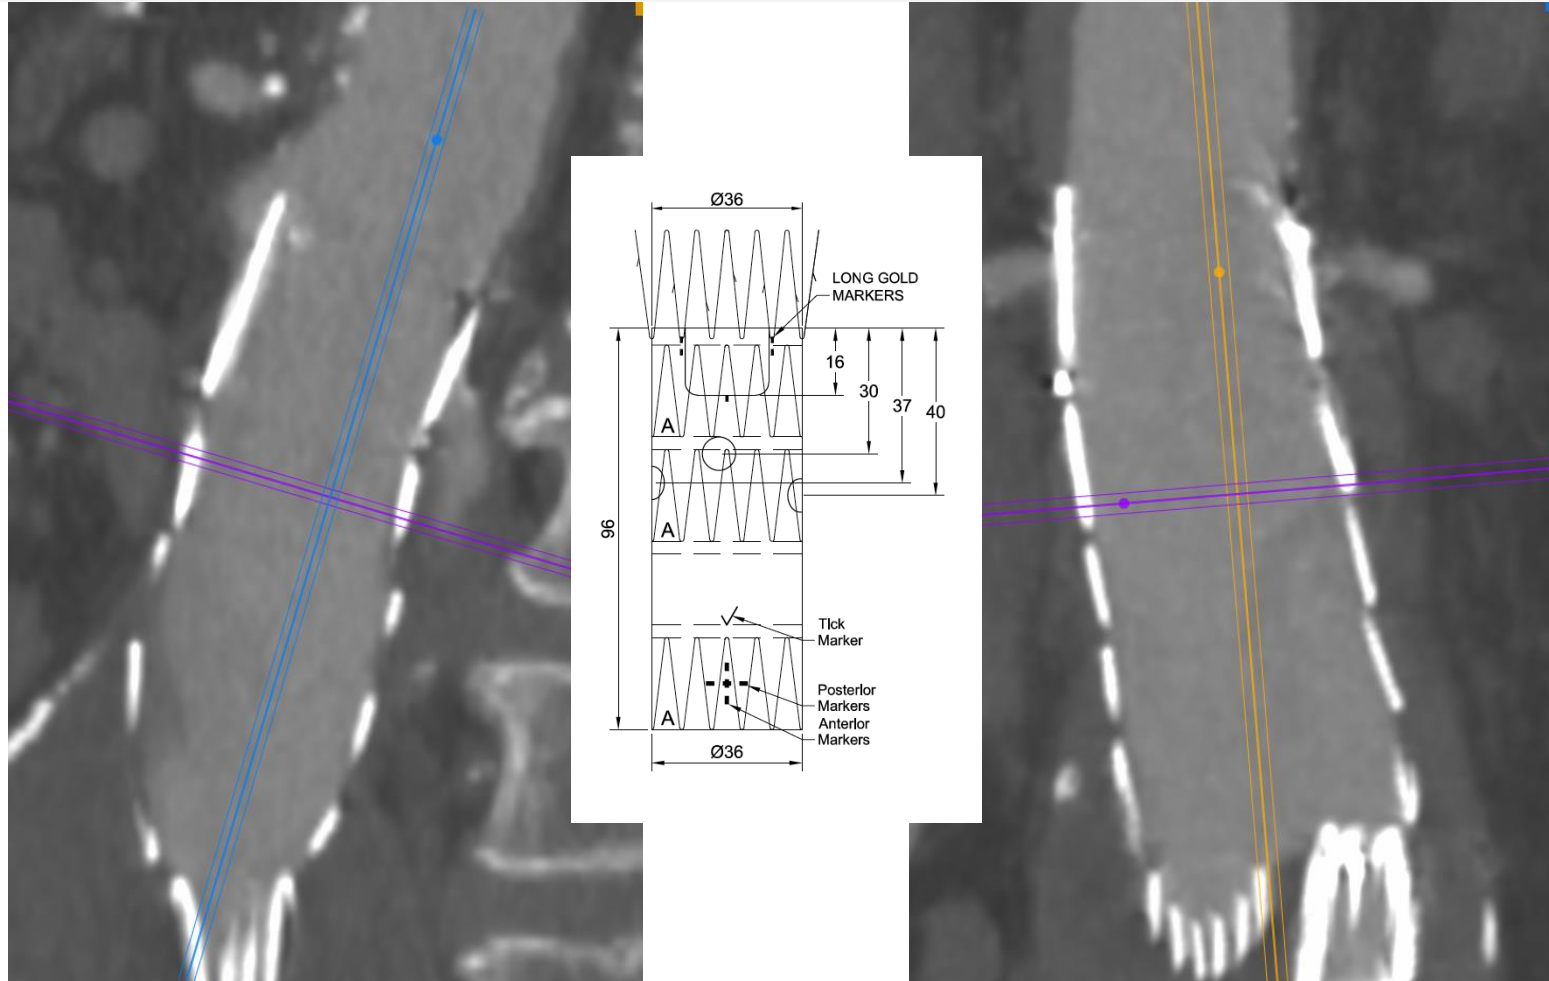 Ø36
LONG GOLD
MARKERS
16
30
37
40
A
A
96
Tick
Marker
Posterior
Markers
Anterior
Markers
A
Ø36